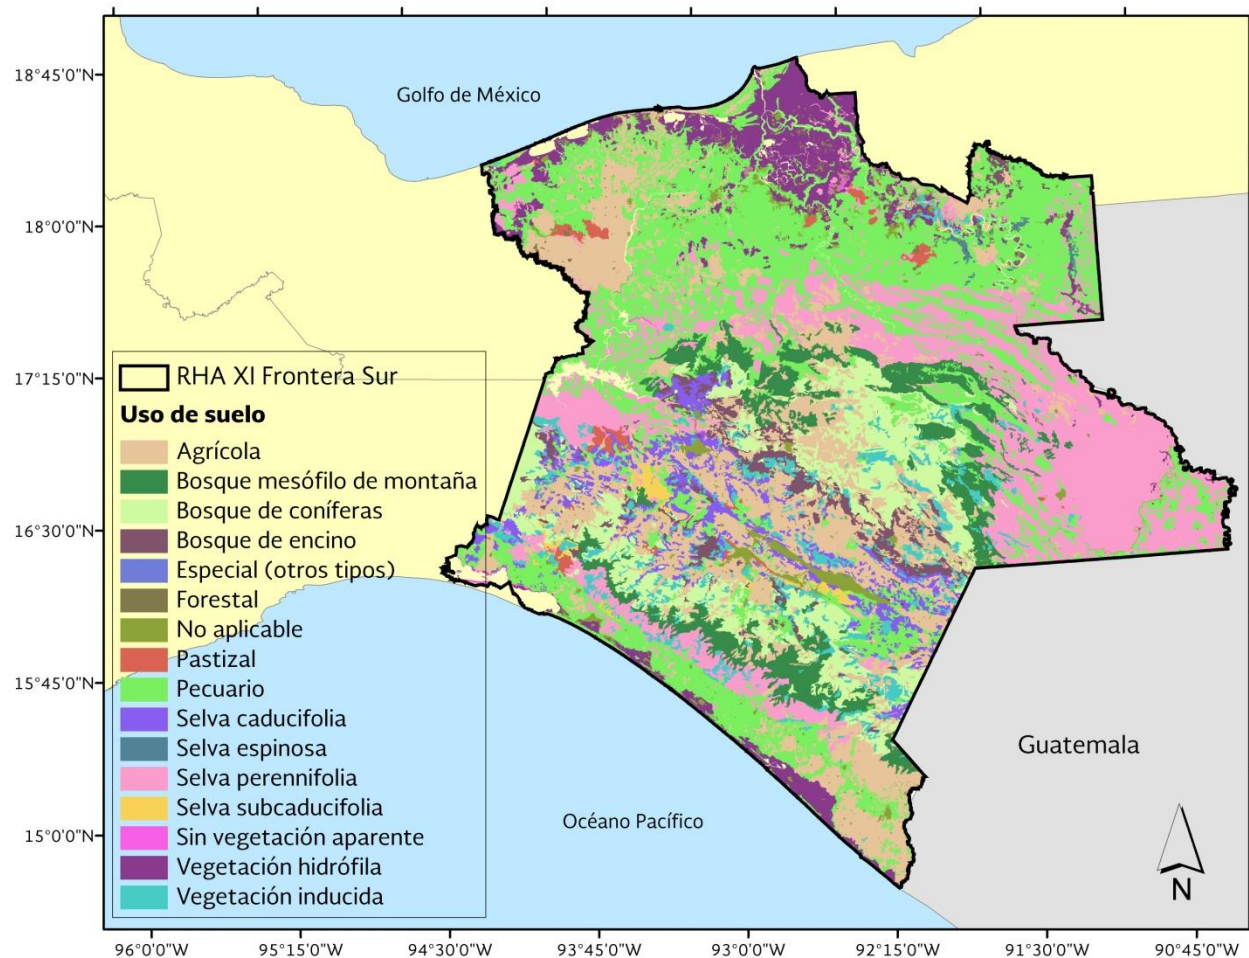 18°45'0"N
Golfo de México
18°0'0"N
17°15'0"N
RHA XI Frontera Sur
Uso de suelo
Agrícola
Bosque mesófilo de montaña
Bosque de coníferas
16°30'0"N
Bosque de encino
Especial (otros tipos)
Forestal
No aplicable
Pastizal
15°45'0"N
Pecuario
Selva caducifolia
Selva espinosa
Guatemala
Selva perennifolia
Selva subcaducifolia
Océano Pacífico
15°0'0"N
Sin vegetación aparente
Vegetación hidrófila
Vegetación inducida
N
96°0'0"W 95°15'0"W 94°30'0"W 93°45'0"W 93°0'0"W 92°15'0"W 91°30'0"W 90°45'0"W